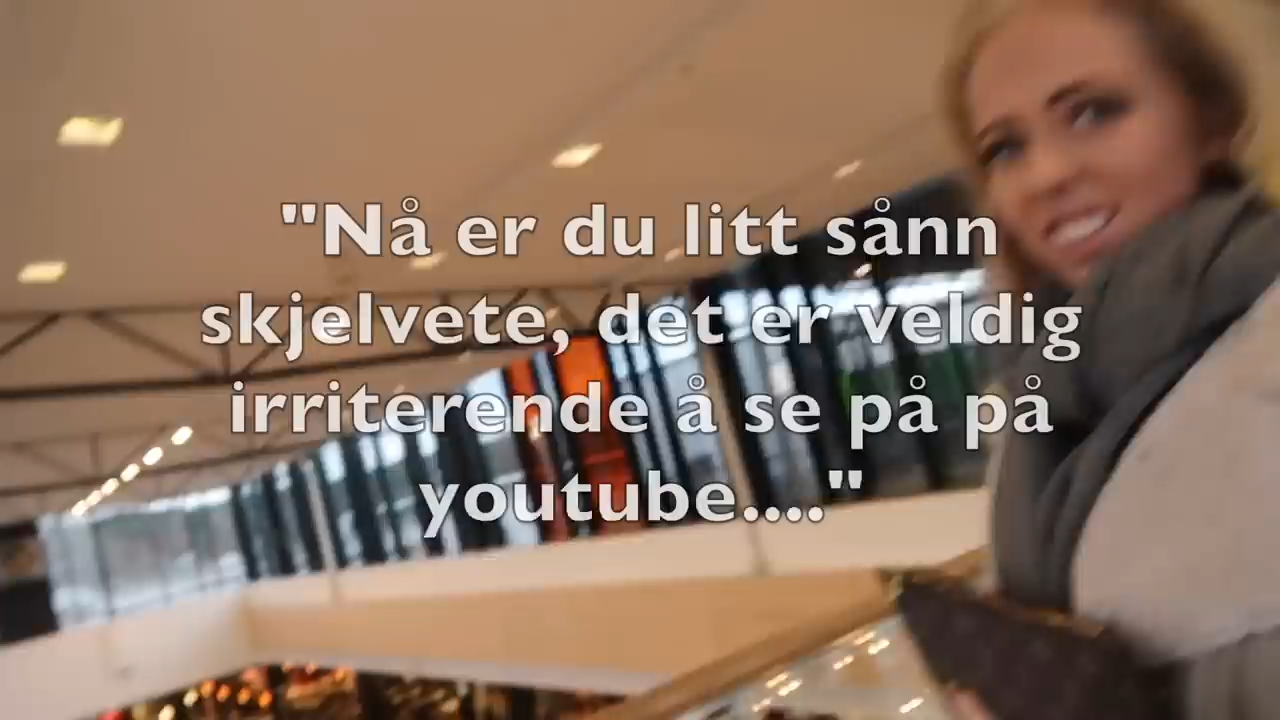 "Nå er du litt sånn
skjelvete, det er veldig
irriterende å se på på
youtube...."